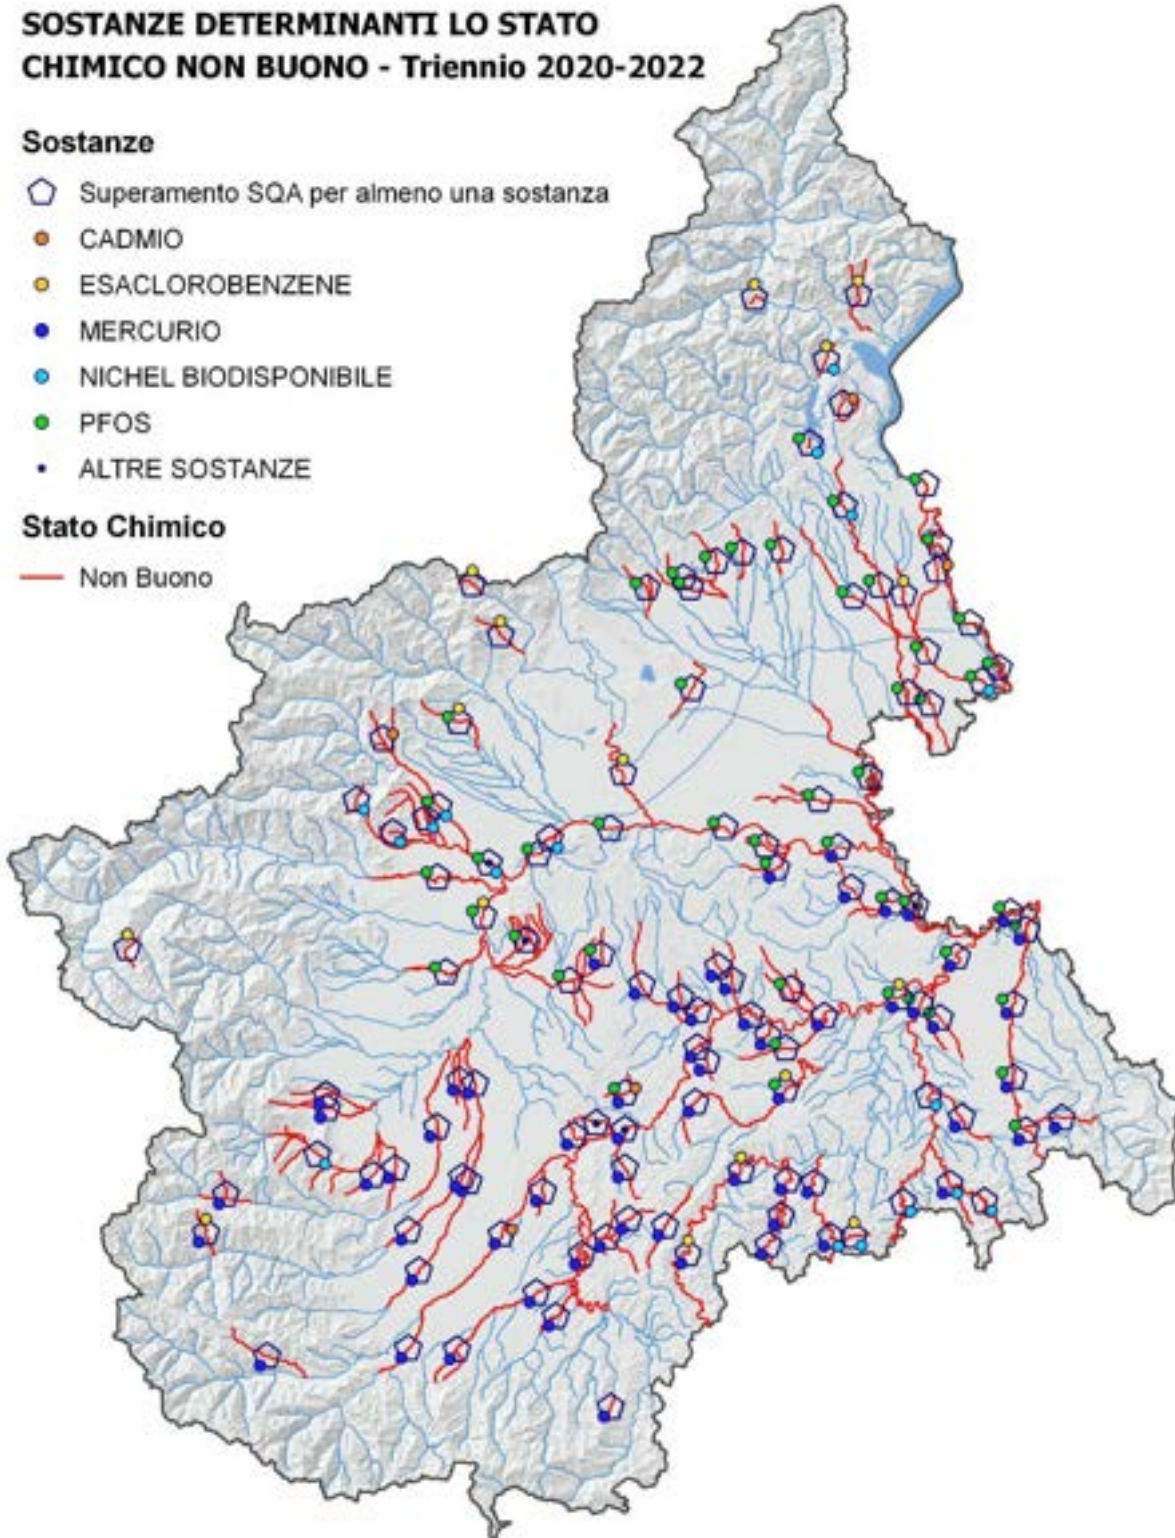 SOSTANZE DETERMINANTI LO STATO
CHIMICO NON BUONO - Triennio 2020-2022
Sostanze
Superamento SQA per almeno una sostanza
CADMIO
ESACLOROBENZENE
MERCURIO
NICHEL BIODISPONIBILE
PFOS
ALTRE SOSTANZE
Stato Chimico
Non Buono